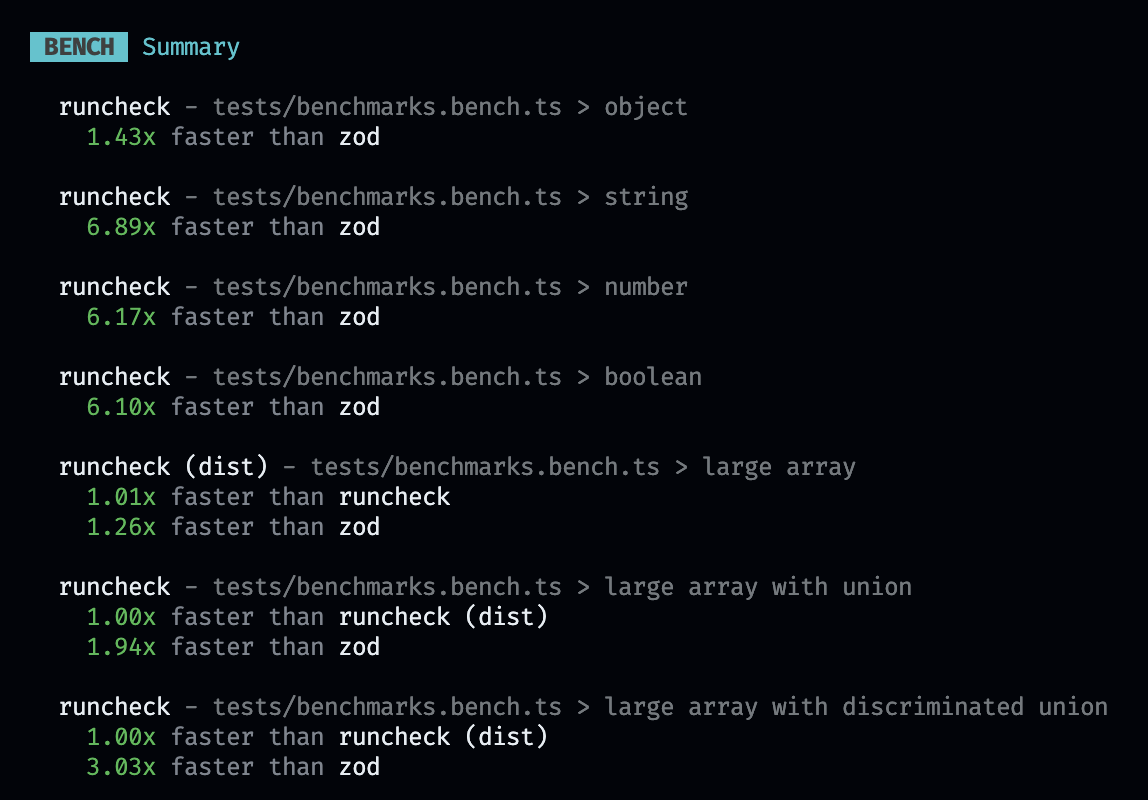 BENCH Summary
runcheck - tests/benchmarks.bench.ts > object
1.43x faster than zod
runcheck - tests/benchmarks.bench.ts > string
6.89x faster than zod
runcheck - tests/benchmarks.bench.ts > number
6.17x faster than zod
runcheck - tests/benchmarks.bench.ts > boolean
6.10x faster than zod
runcheck (dist) - tests/benchmarks.bench.ts > large array
1.01x faster than runcheck
1.26x faster than zod
runcheck - tests/benchmarks.bench.ts > large array with union
1.00x faster than runcheck (dist)
1.94x faster than zod
runcheck - tests/benchmarks.bench.ts > large array with discriminated union
1.00x faster than runcheck (dist)
3.03x faster than zod